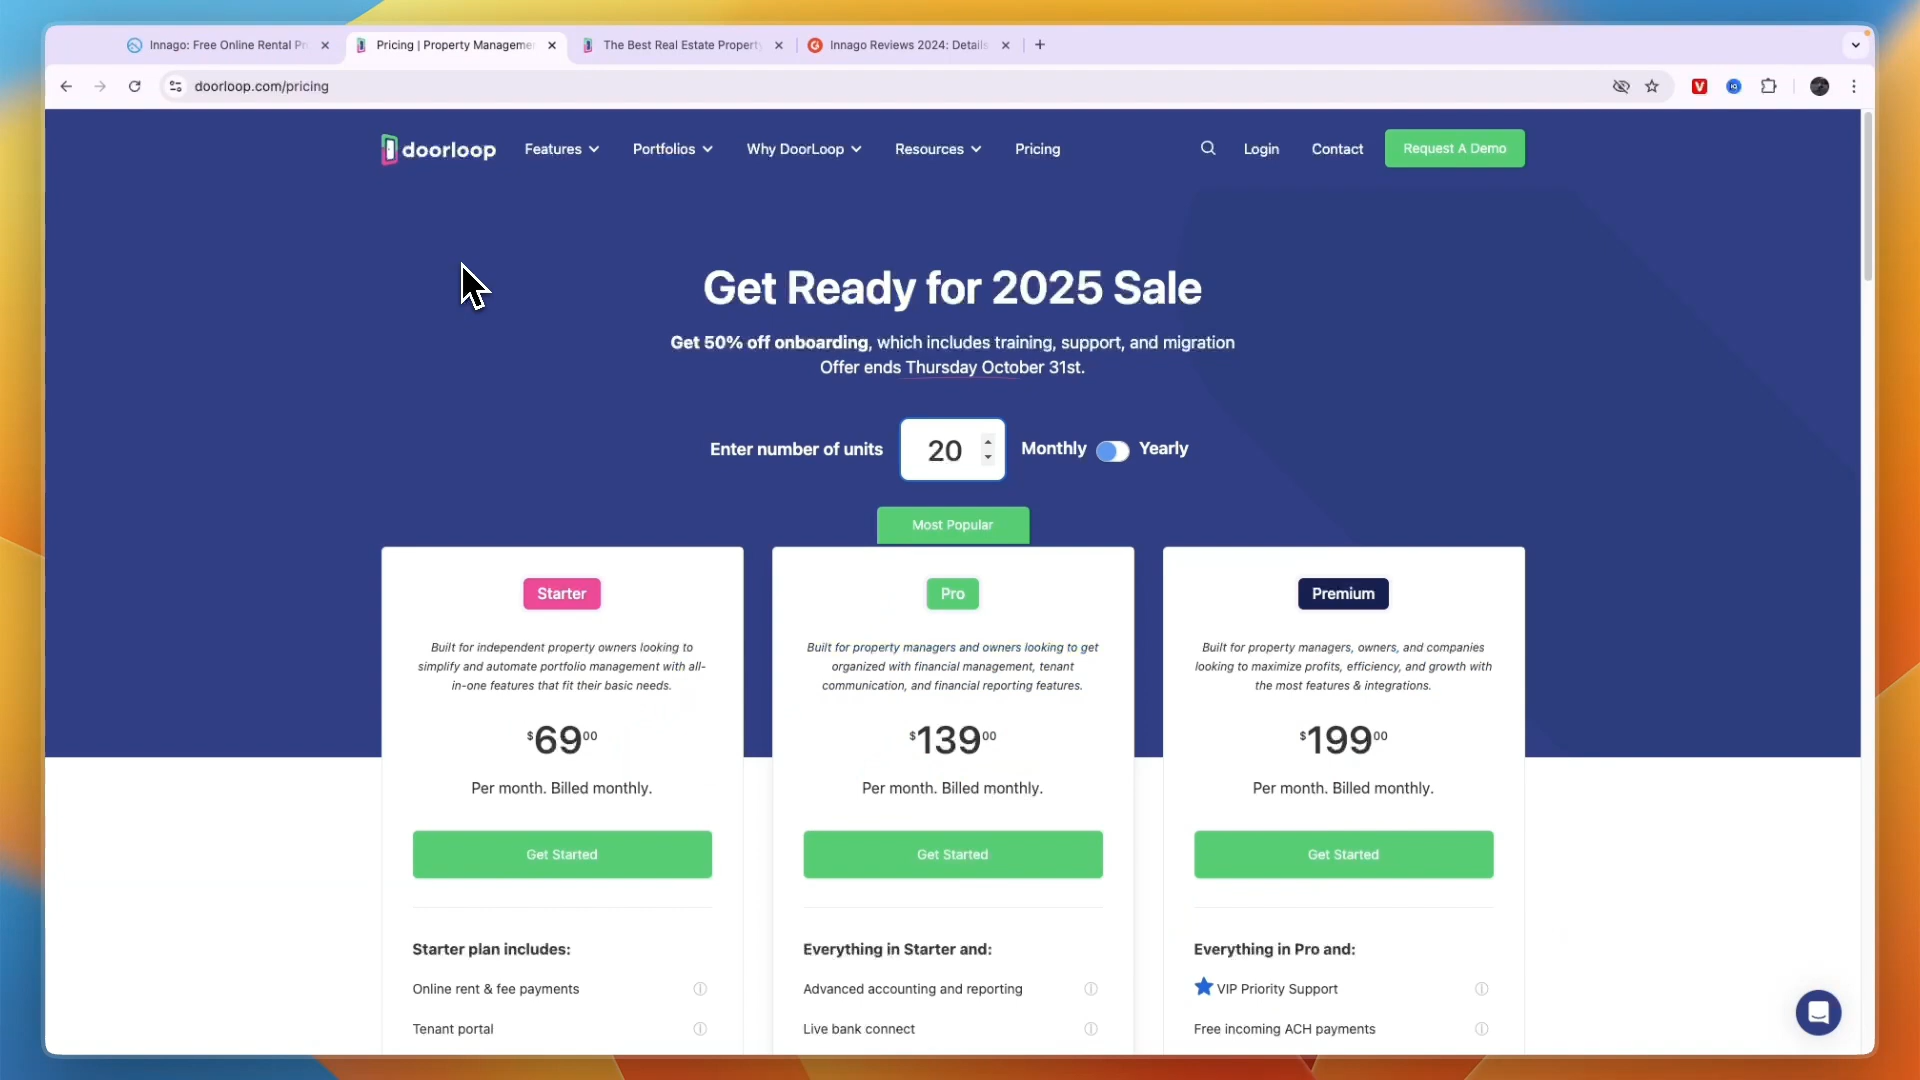 Innago: Free Online Rental Pr
Pricing | Property Managemen
The Best Real Estate Property
Innago Reviews 2024: Details
doorloop.com/pricing
doorloop
Features
Portfolios
Why DoorLoop
Resources
Pricing
Login
Contact
Request A Demo
Get Ready for 2025 Sale
Get 50% off onboarding, which includes training, support, and migration
Offer ends Thursday October 31st.
Enter number of units
20
Monthly
Yearly
Most Popular
Starter
Built for independent property owners looking to
simplify and automate portfolio management with all-
in-one features that fit their basic needs.
$69 00
Per month. Billed monthly.
Get Started
Starter plan includes:
Online rent & fee payments
Tenant portal
Pro
Built for property managers and owners looking to get
organized with financial management, tenant
communication, and financial reporting features.
$139 00
Per month. Billed monthly.
Get Started
Everything in Starter and:
Advanced accounting and reporting
Live bank connect
Premium
Built for property managers, owners, and companies
looking to maximize profits, efficiency, and growth with
the most features & integrations.
$199 00
Per month. Billed monthly.
Get Started
Everything in Pro and:
VIP Priority Support
Free incoming ACH payments